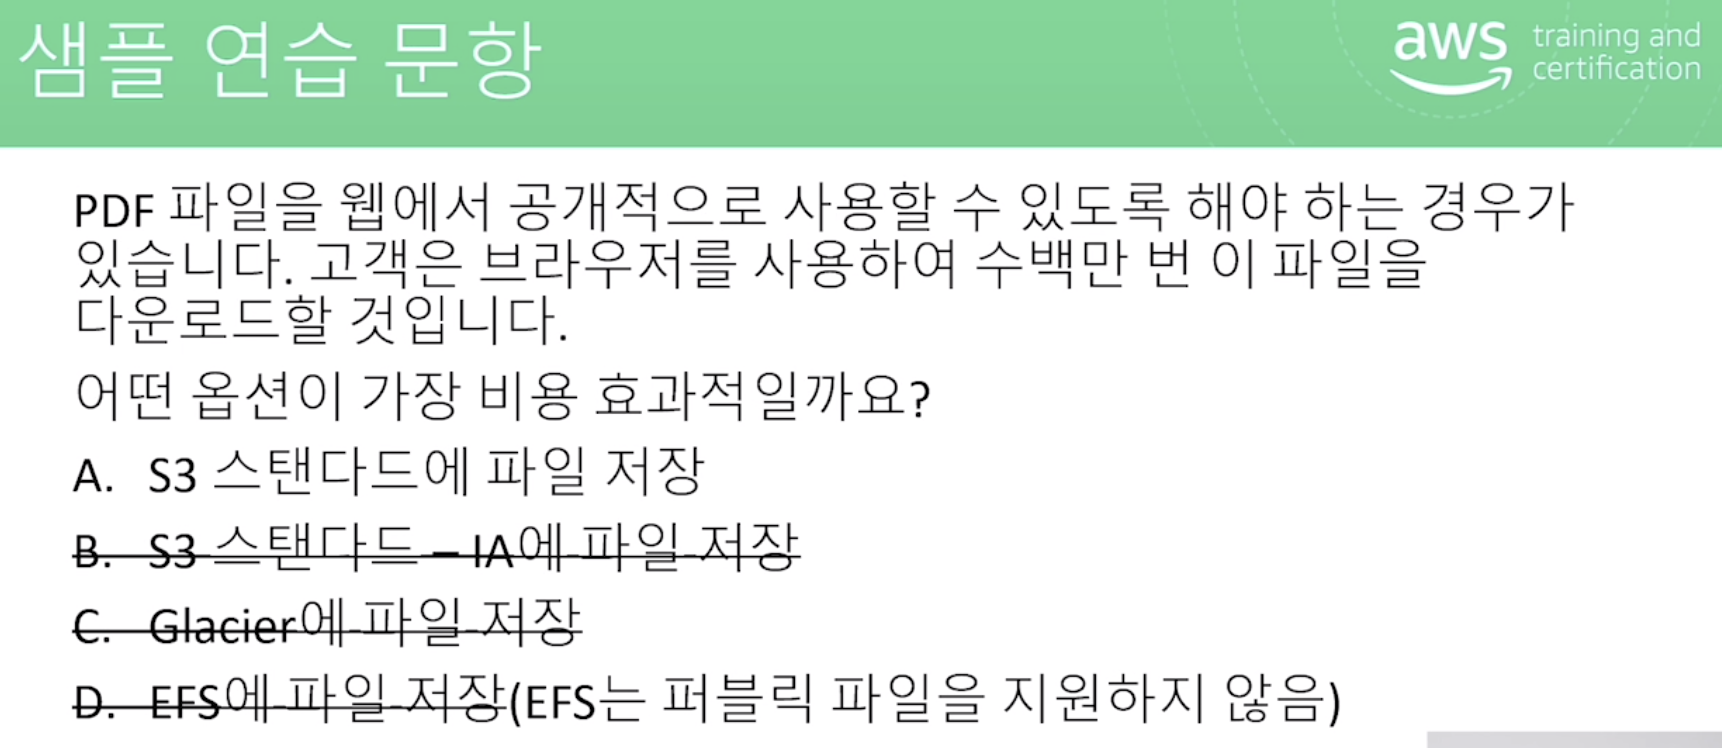 샘플 연습 문항
aws training and
certification
PDF 파일을 웹에서 공개적으로 사용할 수 있도록 해야 하는 경우가
있습니다. 고객은 브라우저를 사용하여 수백만 번 이 파일을
다운로드할 것입니다.
어떤 옵션이 가장 비용 효과적일까요?
A. S3 스탠다드에 파일 저장
B. S3 스탠다드 – IA에 파일 저장
C. Glacier에 파일 저장
D. EFS에 파일 저장(EFS는 퍼블릭 파일을 지원하지 않음)